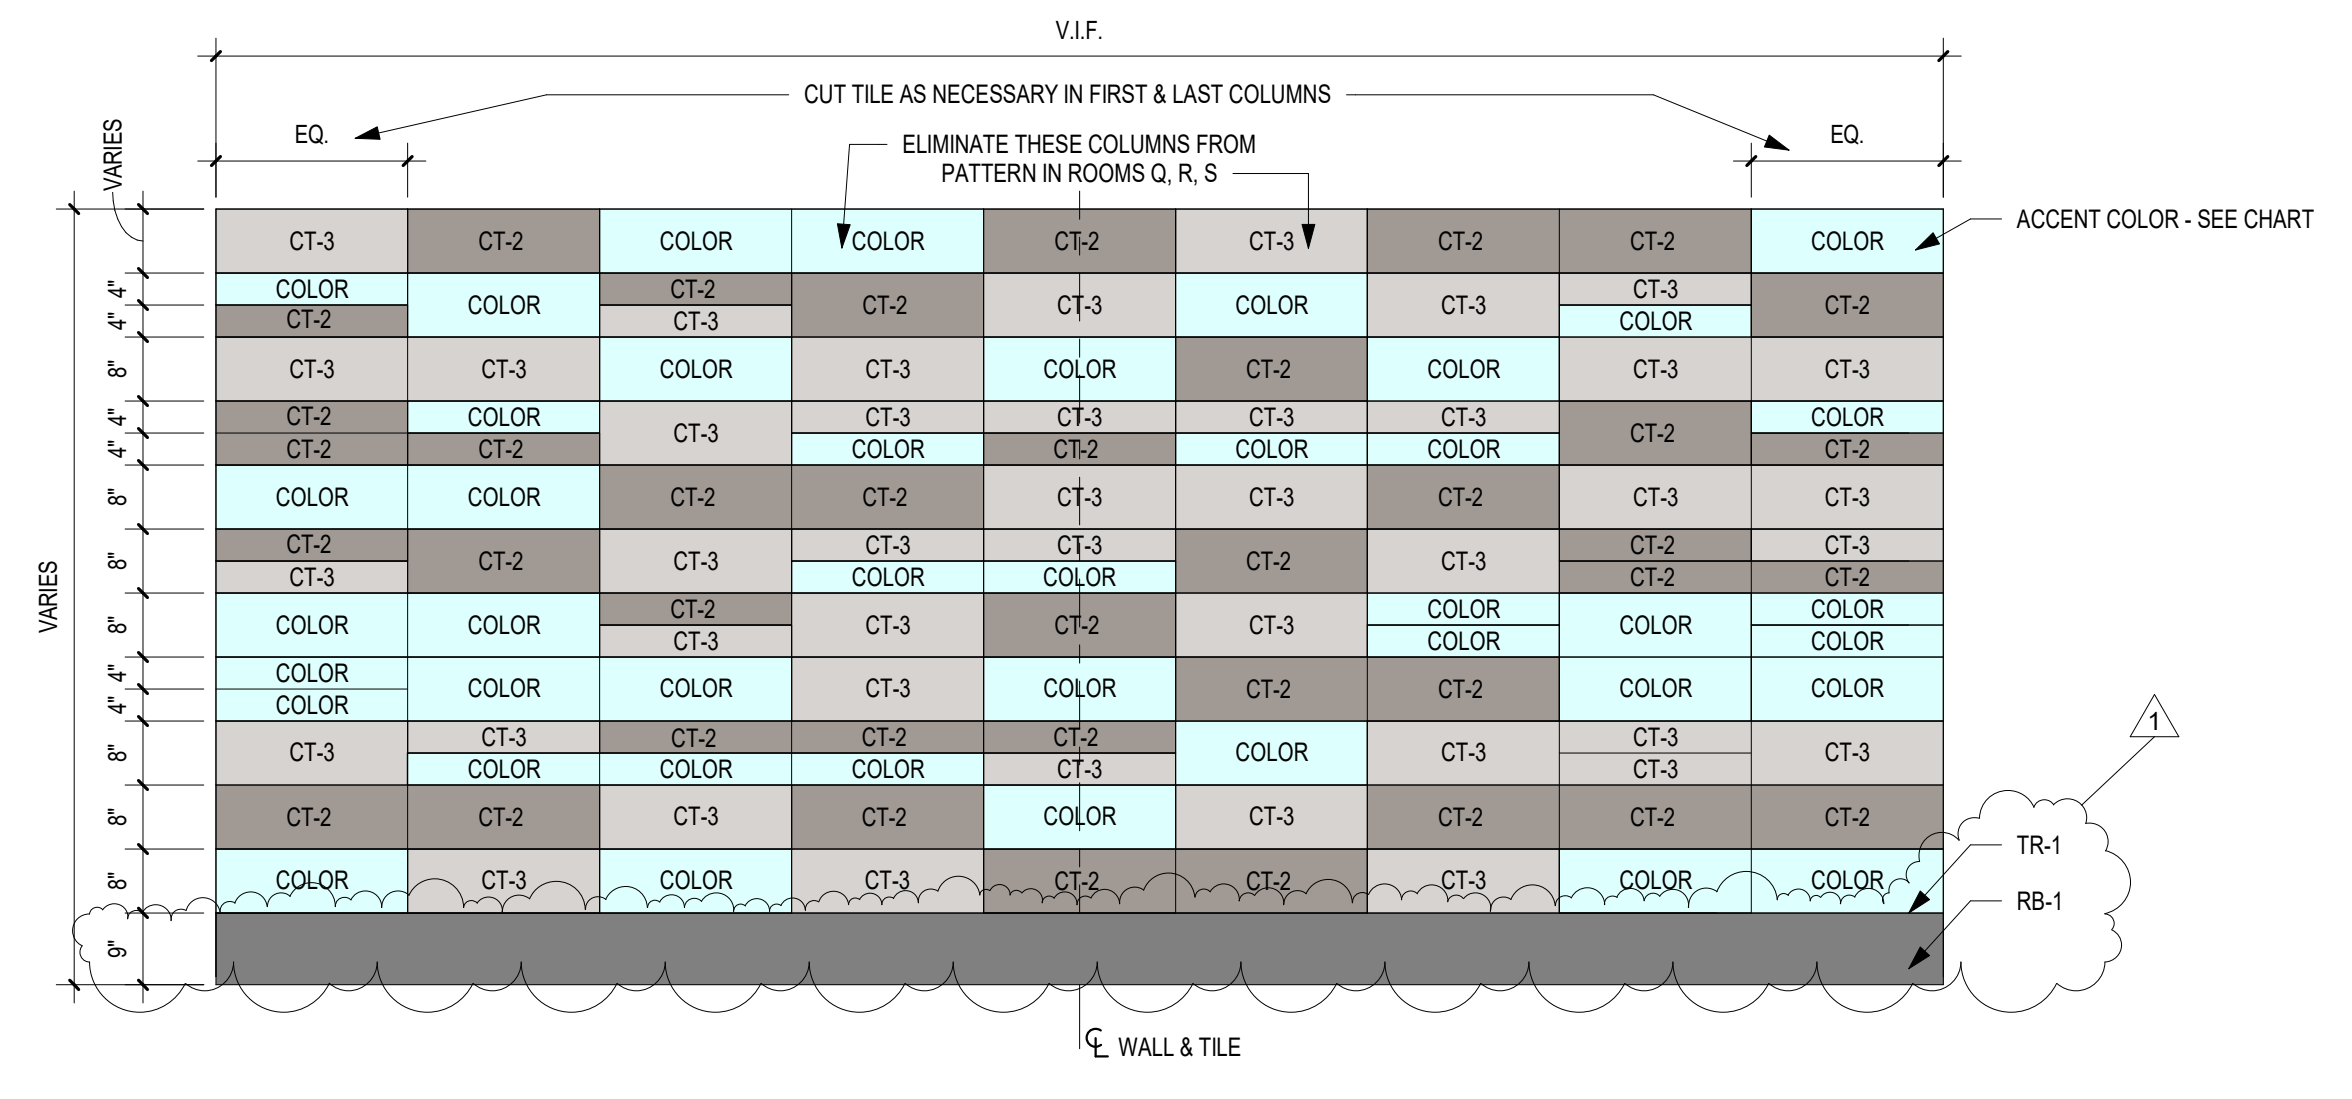 V.I.F.
CUT TILE AS NECESSARY IN FIRST & LAST COLUMNS
EQ.
EQ.
VARIES
ELIMINATE THESE COLUMNS FROM
PATTERN IN ROOMS Q, R, S
ACCENT COLOR - SEE CHART
CT-3 CT-2 COLOR COLOR CT-2 CT-3 CT-2 CT-2 COLOR
4" COLOR COLOR CT-2 CT-2 CT-3 COLOR CT-3 CT-3 CT-2
4" CT-2 CT-3 COLOR
8" CT-3 CT-3 COLOR CT-3 COLOR CT-2 COLOR CT-3 CT-3
4" CT-2 COLOR CT-3 CT-3 CT-3 CT-3 CT-3 CT-2 COLOR
4" CT-2 CT-2 COLOR CT-2 COLOR COLOR CT-2
8" COLOR COLOR CT-2 CT-2 CT-3 CT-3 CT-2 CT-3 CT-3
VARIES
8" CT-2 CT-2 CT-3 CT-3 CT-3 CT-2 CT-3 CT-2 CT-3
CT-3 COLOR COLOR CT-2 CT-2
8" COLOR COLOR CT-2 CT-3 CT-2 CT-3 COLOR COLOR COLOR
CT-3 COLOR COLOR
4" COLOR COLOR COLOR CT-3 COLOR CT-2 CT-2 COLOR COLOR
4" COLOR
8" CT-3 CT-3 CT-2 CT-2 CT-2 COLOR CT-3 CT-3 CT-3
COLOR COLOR COLOR CT-3 CT-3
1
8" CT-2 CT-2 CT-3 CT-2 COLOR CT-3 CT-2 CT-2 CT-2
8" COLOR CT-3 COLOR CT-3 CT-2 CT-2 CT-3 COLOR COLOR
TR-1
RB-1
9"
CL WALL & TILE